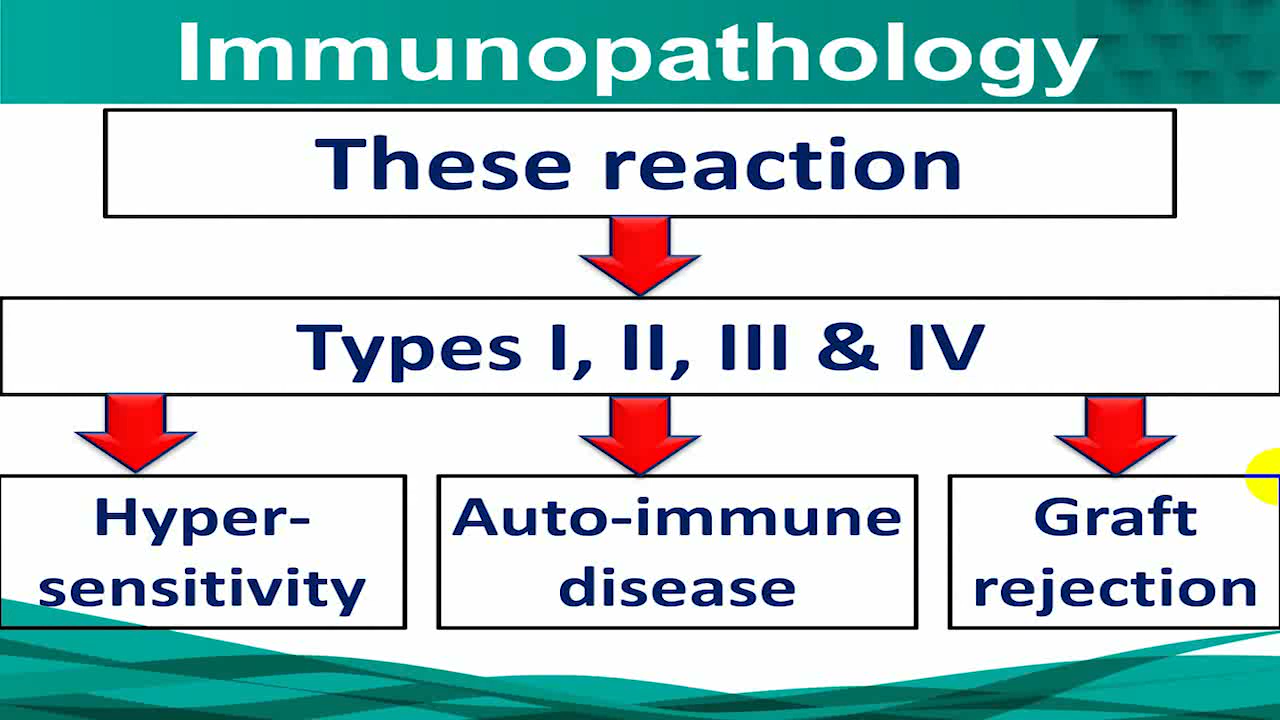 Immunopathology
These reaction
Types I, II, III & IV
Hyper-
sensitivity
Auto-immune
disease
Graft
rejection